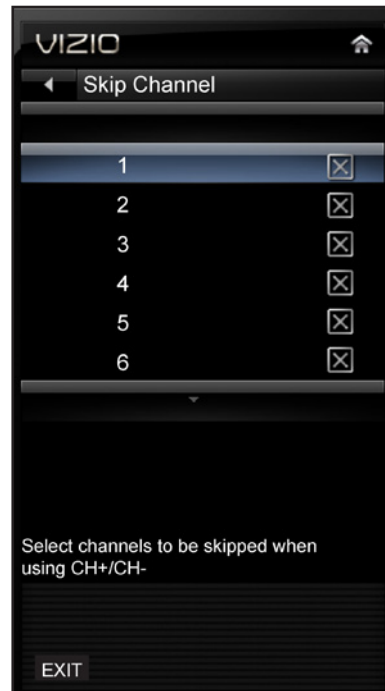 VIZIO
Skip Channel
1
2
3
4
5
6
Select channels to be skipped when
using CH+/CH-
EXIT